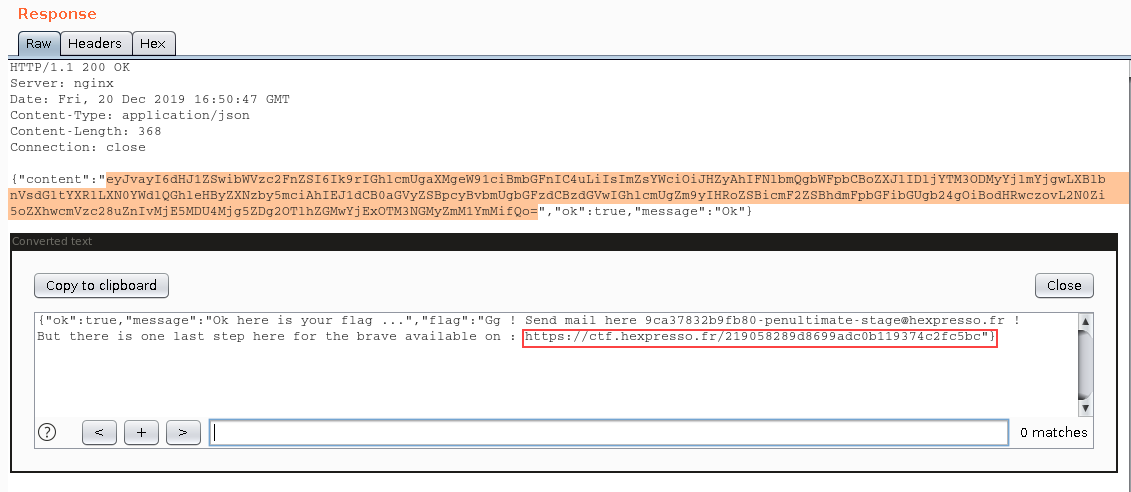 Response
Raw Headers Hex
HTTP/1.1 200 OK
Server: nginx
Date: Fri, 20 Dec 2019 16:50:47 GMT
Content-Type: application/json
Content-Length: 368
Connection: close
{"content":"eyJvayI6dHJ1ZSwibWVzc2FnZSI6Ik9rIGhlcmUgaXMgeW91ciBmbGFnIC4uLiIsImZsYWciOiJHZyAhIFNlbmQgbWFpbCBoZXJlIDljYTM3ODMyYjlmYjgwLXBlb
nVsdGltYXRlLXN0YWdlQGhleHByZXNzby5mciAhIEJ1dCB0aGVyZSBpcyBvbmUgbGFzdCBzdGVwIGhlcmUgZm9yIHRoZSBicmF2ZSBhdmFpbGFibGUgb24gOiBodHRwczovL2N0Zi
5oZXhwcmVzc28uZnIvMjE5MDU4Mjg5ZDg2OTlhZGMwYjExOTM3NGMyZmM1YmMifQo=","ok":true,"message":"Ok"}
Converted text
Copy to clipboard Close
{"ok":true,"message":"Ok here is your flag ...","flag":"Gg ! Send mail here 9ca37832b9fb80-penultimate-stage@hexpresso.fr !
But there is one last step here for the brave available on : https://ctf.hexpresso.fr/219058289d8699adc0b119374c2fc5bc"}
? < + > 0 matches